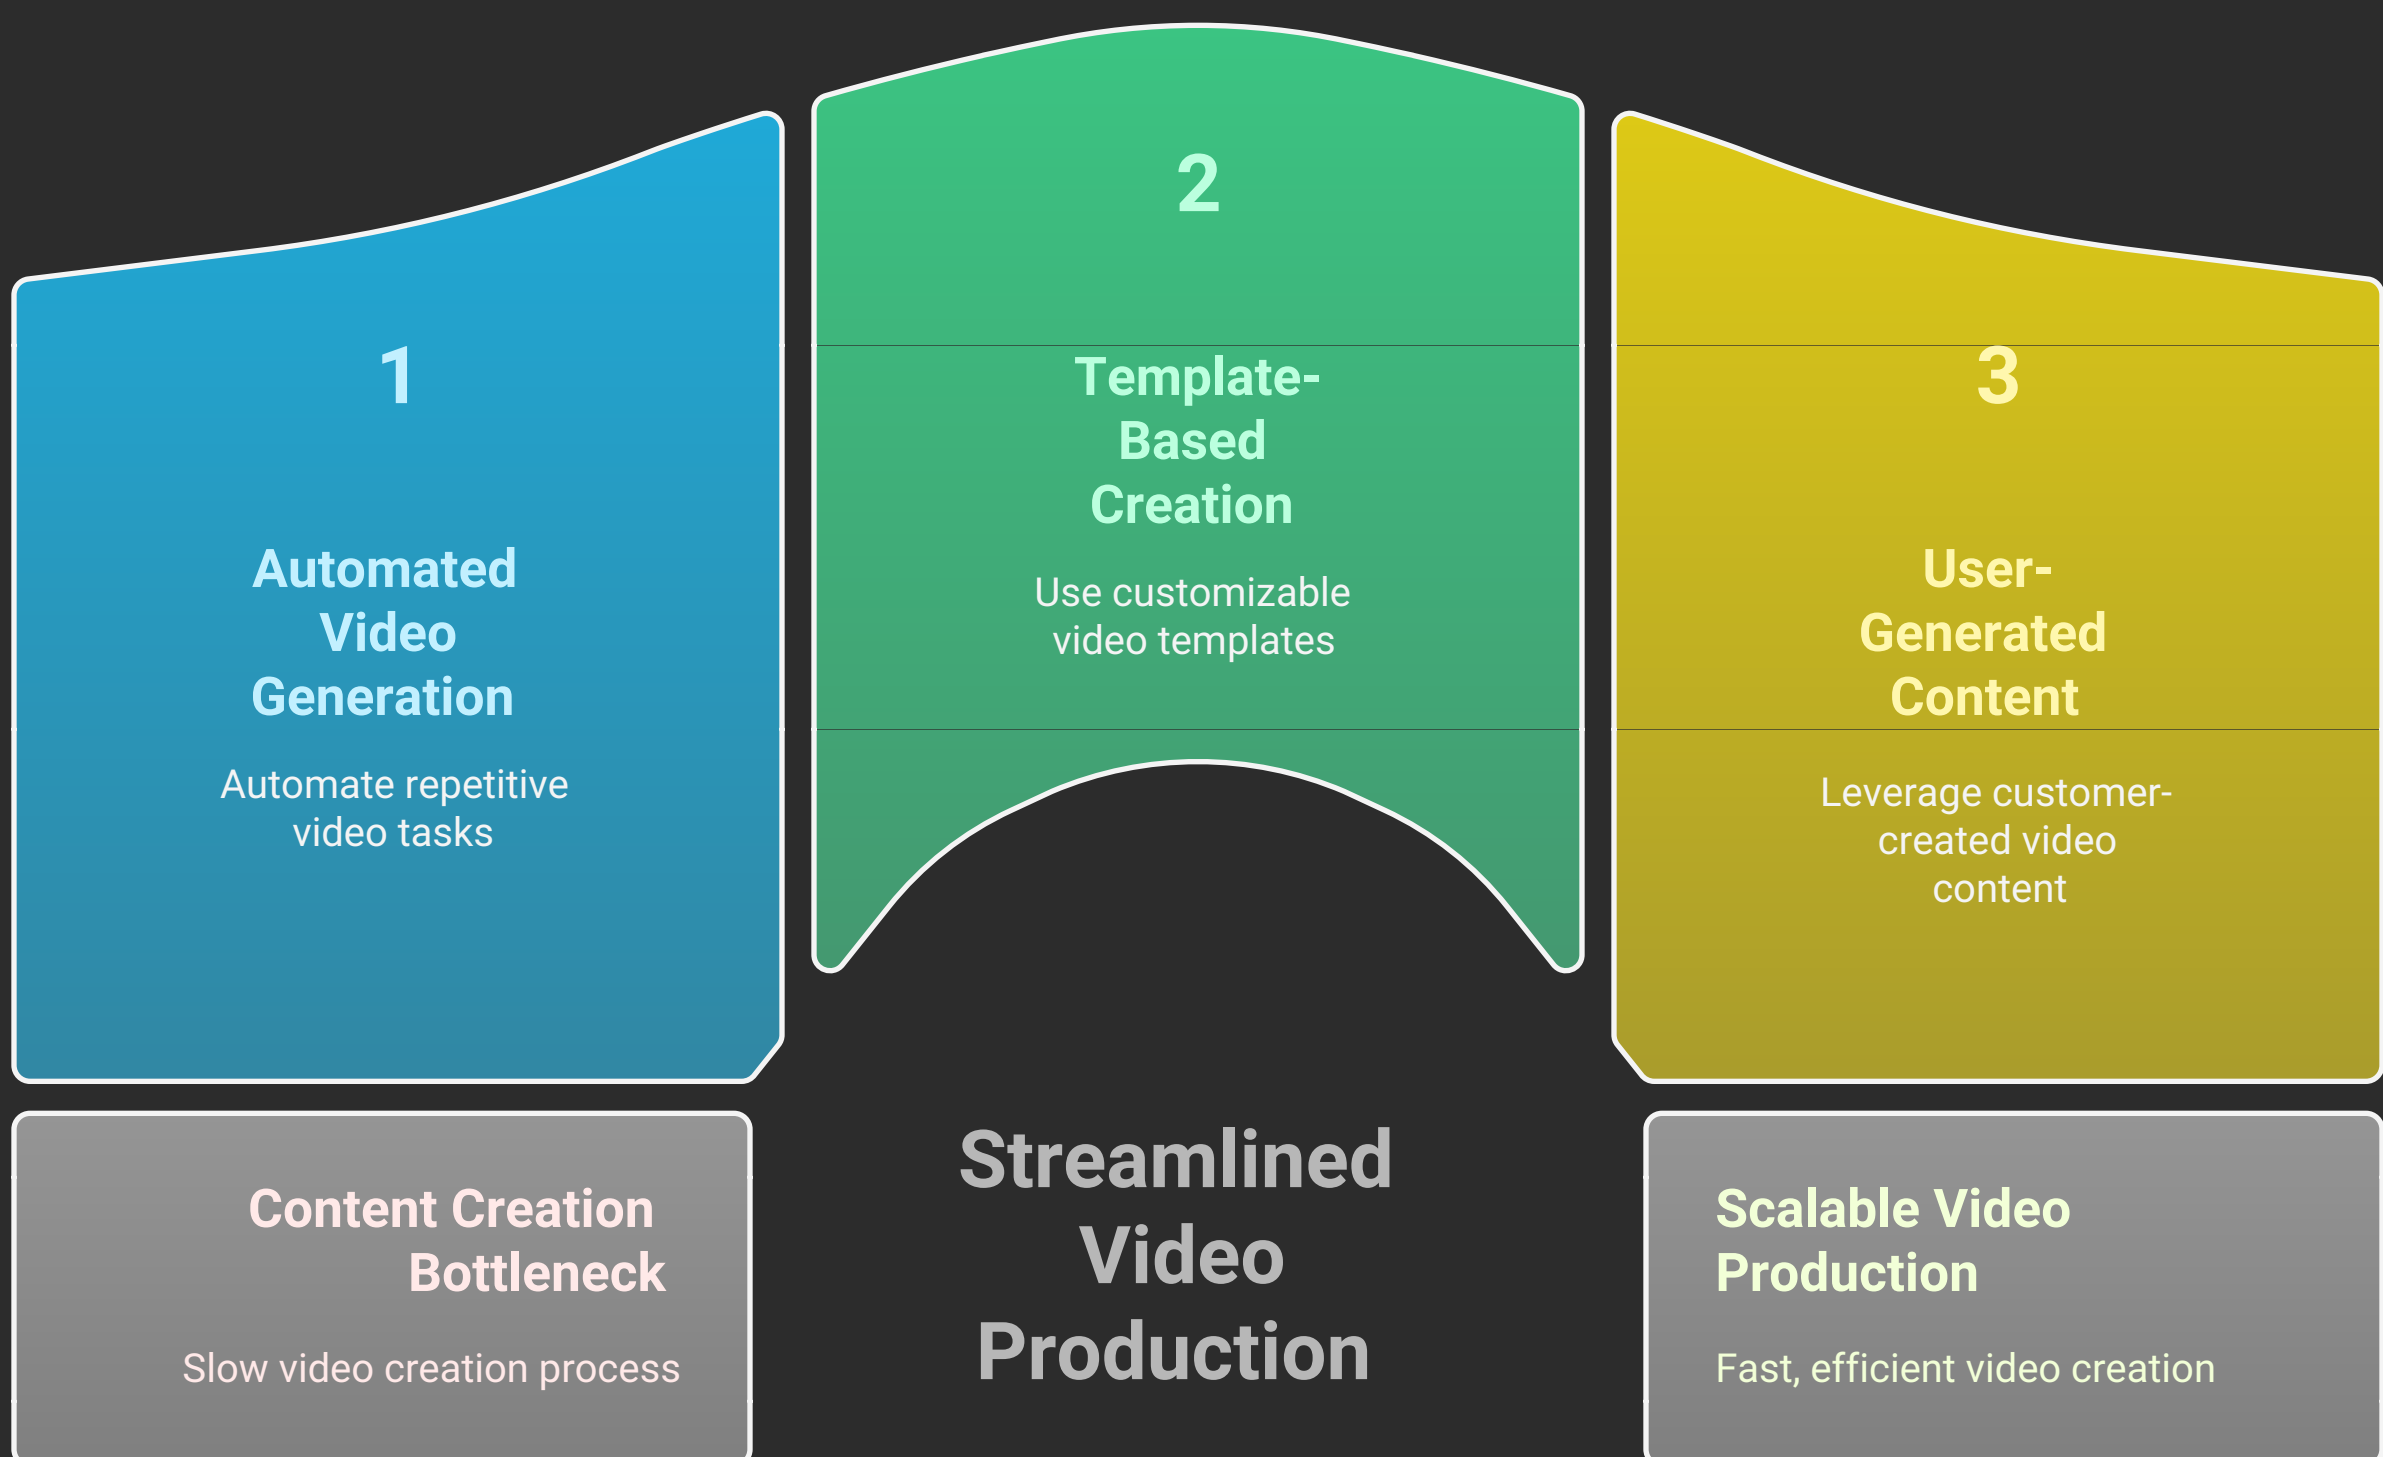 1
Automated
Video
Generation
Automate repetitive
video tasks
2
Template-
Based
Creation
Use customizable
video templates
3
User-
Generated
Content
Leverage customer-
created video
content
Content Creation
Bottleneck
Slow video creation process
Streamlined
Video
Production
Scalable Video
Production
Fast, efficient video creation